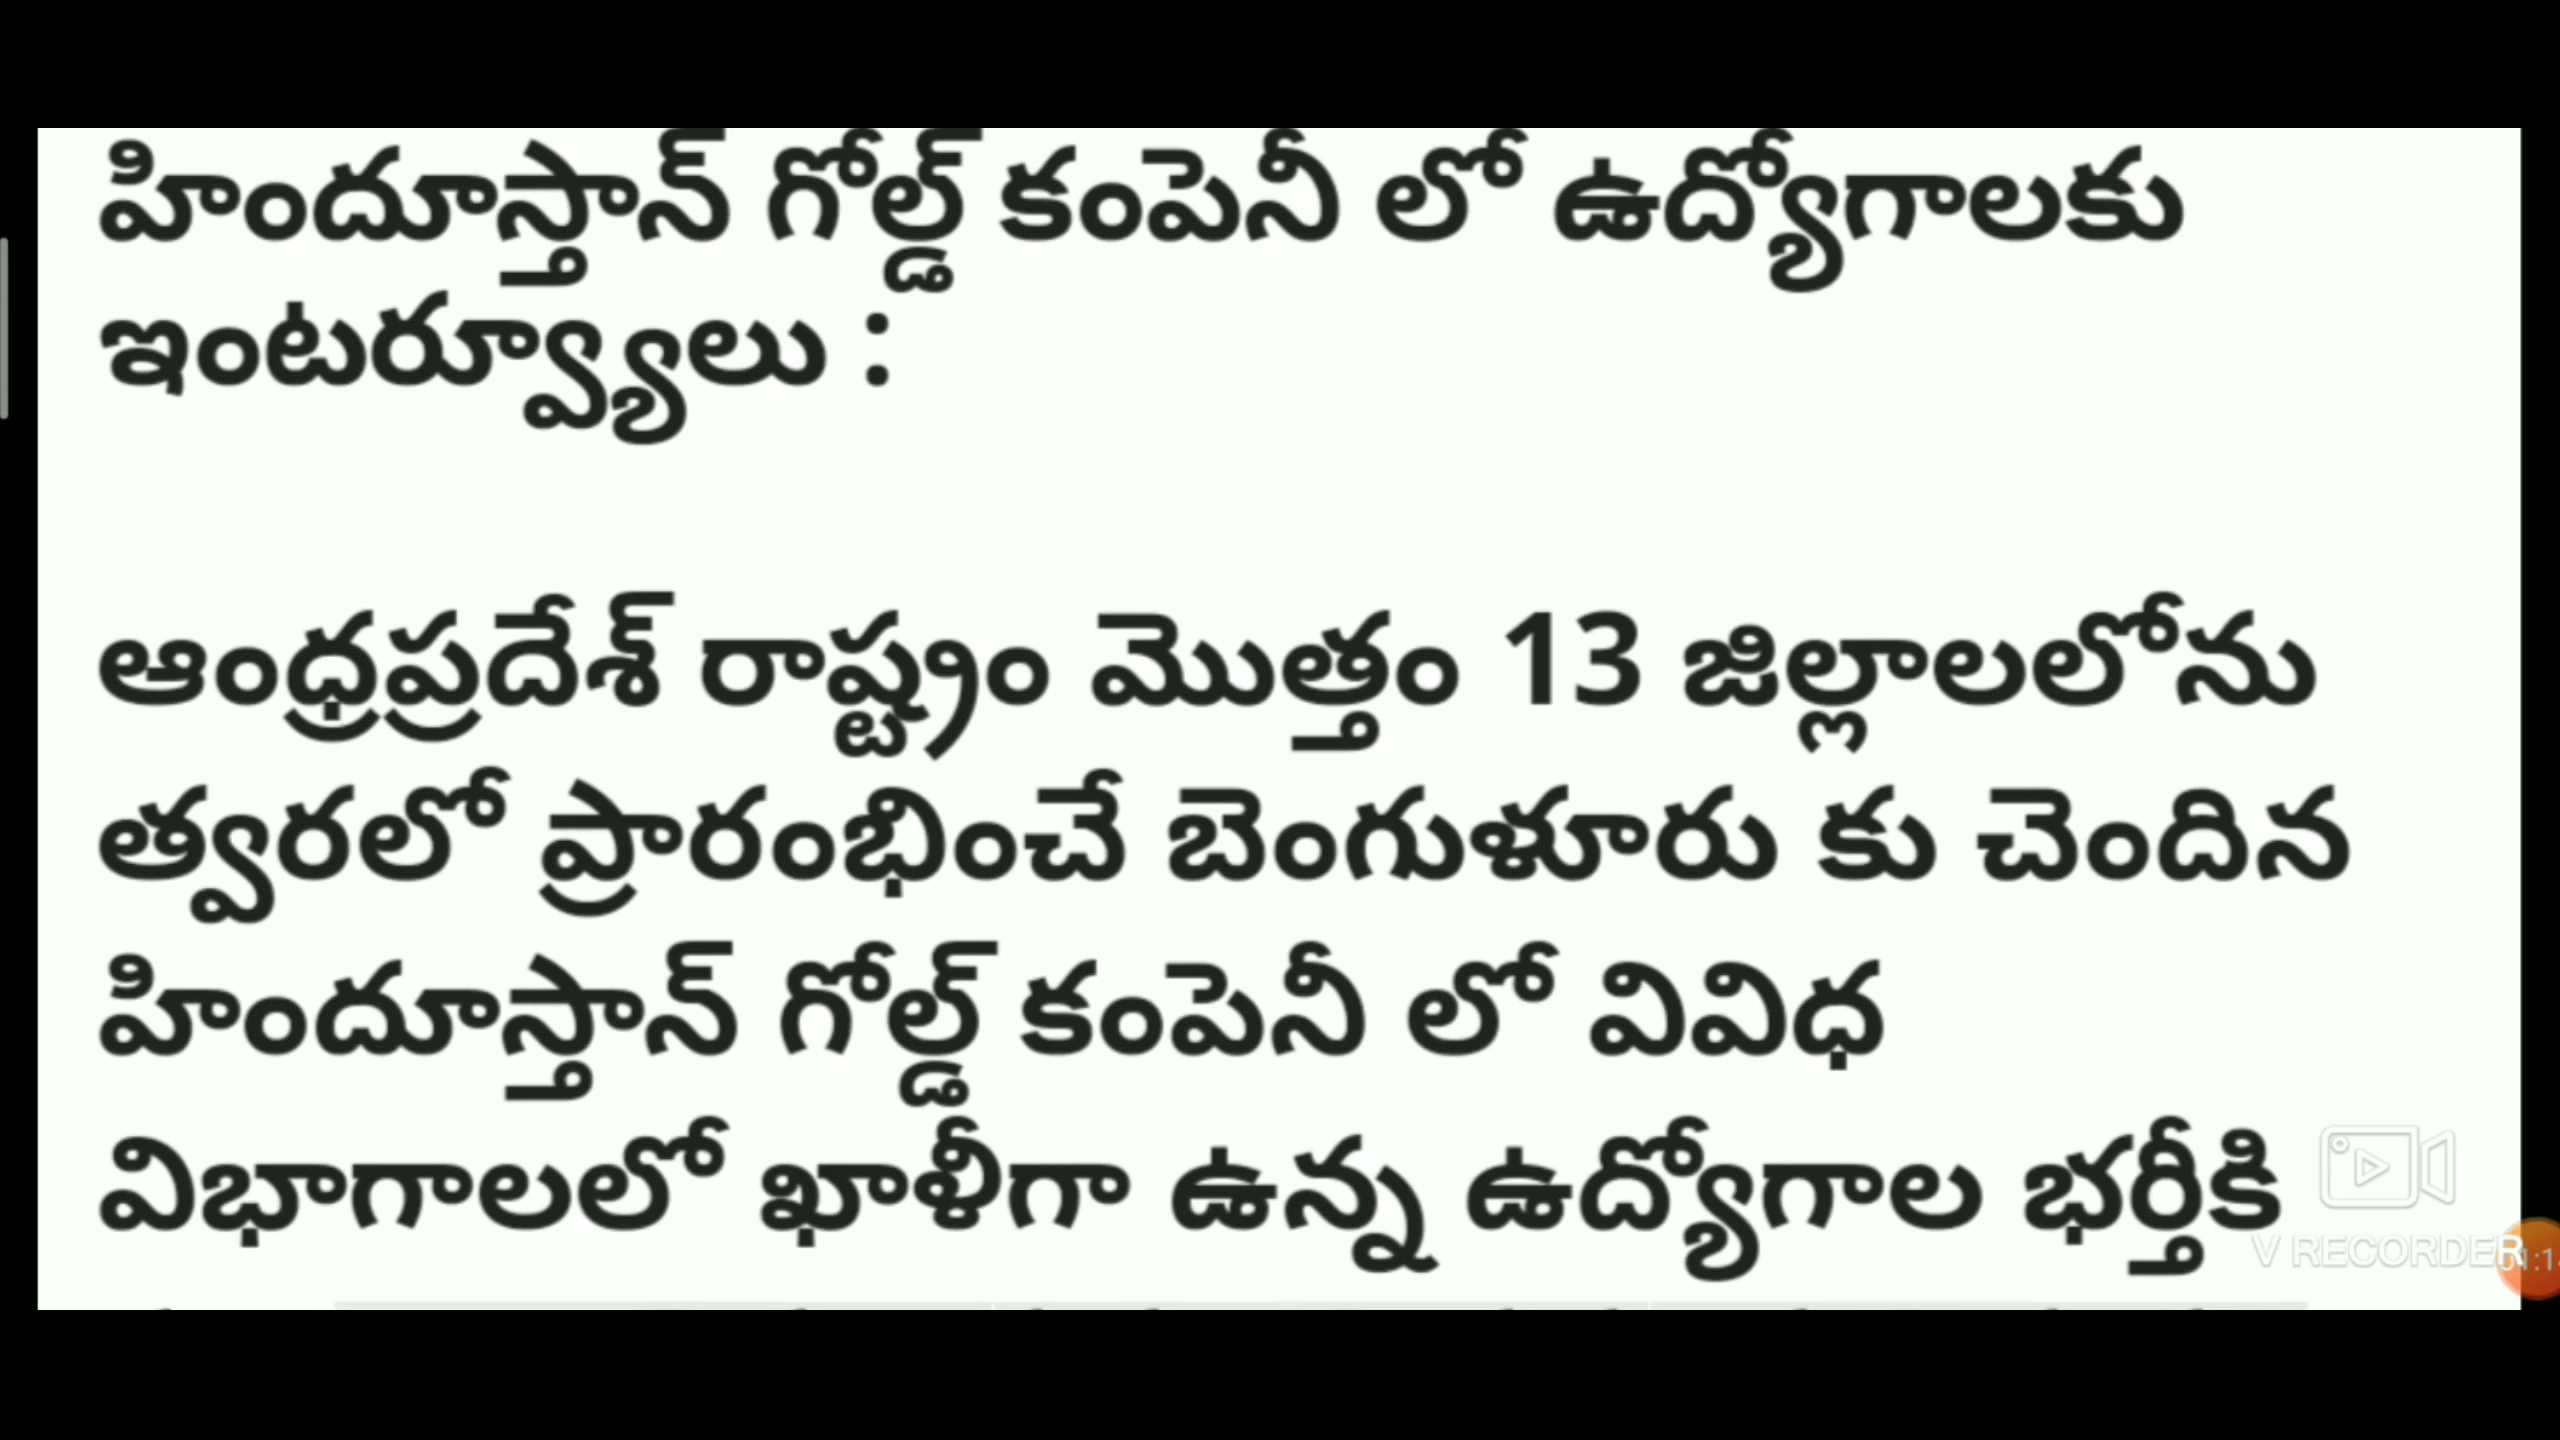 హిందూస్తాన్ గోల్డ్ కంపెనీ లో ఉద్యోగాలకు
ఇంటర్వ్యూలు :
ఆంధ్రప్రదేశ్ రాష్ట్రం మొత్తం 13 జిల్లాలలోను
త్వరలో ప్రారంభించే బెంగుళూరు కు చెందిన
హిందూస్తాన్ గోల్డ్ కంపెనీ లో వివిధ
విభాగాలలో ఖాళీగా ఉన్న ఉద్యోగాల భర్తీకి
V RECORDER